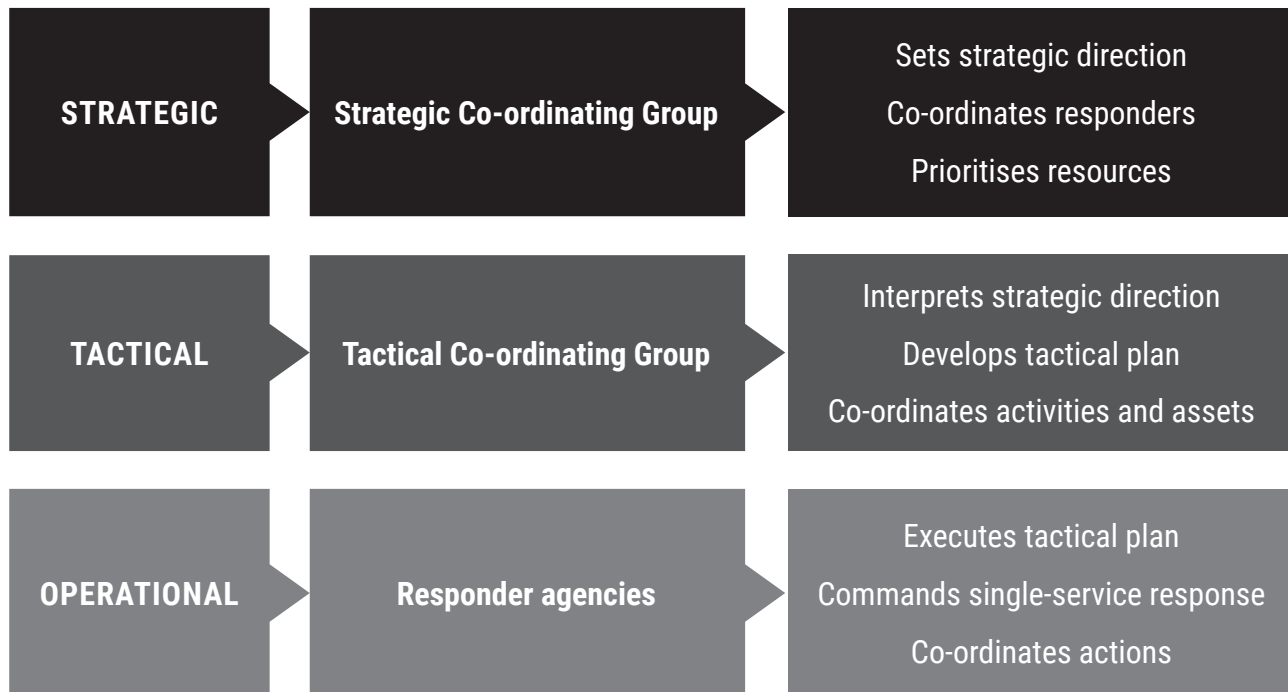 STRATEGIC
Strategic Co-ordinating Group
Sets strategic direction
Co-ordinates responders
Prioritises resources
TACTICAL
Tactical Co-ordinating Group
Interprets strategic direction
Develops tactical plan
Co-ordinates activities and assets
OPERATIONAL
Responder agencies
Executes tactical plan
Commands single-service response
Co-ordinates actions